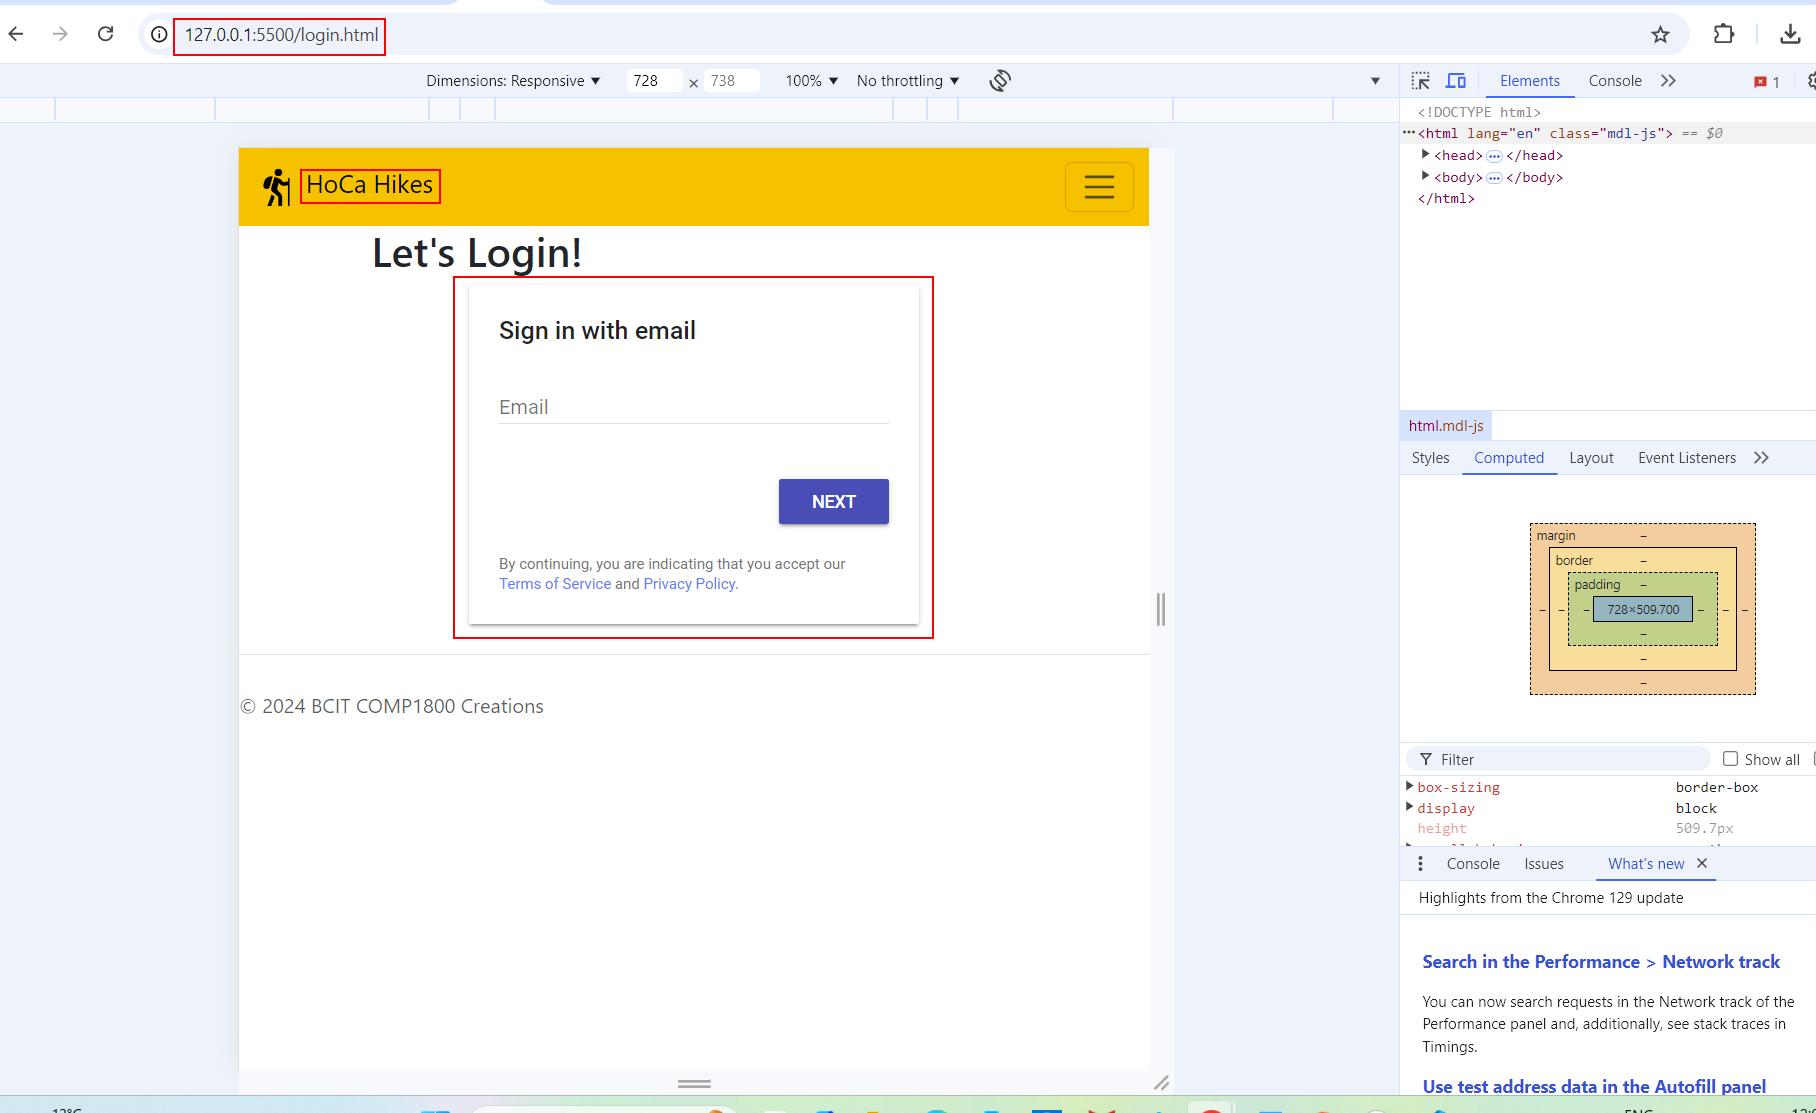 127.0.0.1:5500/login.html
Dimensions: Responsive ▼ 728 × 738 100% ▼ No throttling ▼
Elements Console 1
<!DOCTYPE html>
<html lang="en" class="mdl-js"> == $0
<head> </head>
<body> </body>
</html>
HoCa Hikes
Let's Login!
Sign in with email
Email
NEXT
By continuing, you are indicating that you accept our
Terms of Service and Privacy Policy.
© 2024 BCIT COMP1800 Creations
html.mdl-js
Styles Computed Layout Event Listeners
margin –
border –
padding –
– – – 728×509.700 – – –
–
–
–
Filter Show all
box-sizing border-box
display block
height 509.7px
Console Issues What's new
Highlights from the Chrome 129 update
Search in the Performance > Network track
You can now search requests in the Network track of the
Performance panel and, additionally, see stack traces in
Timings.
Use test address data in the Autofill panel